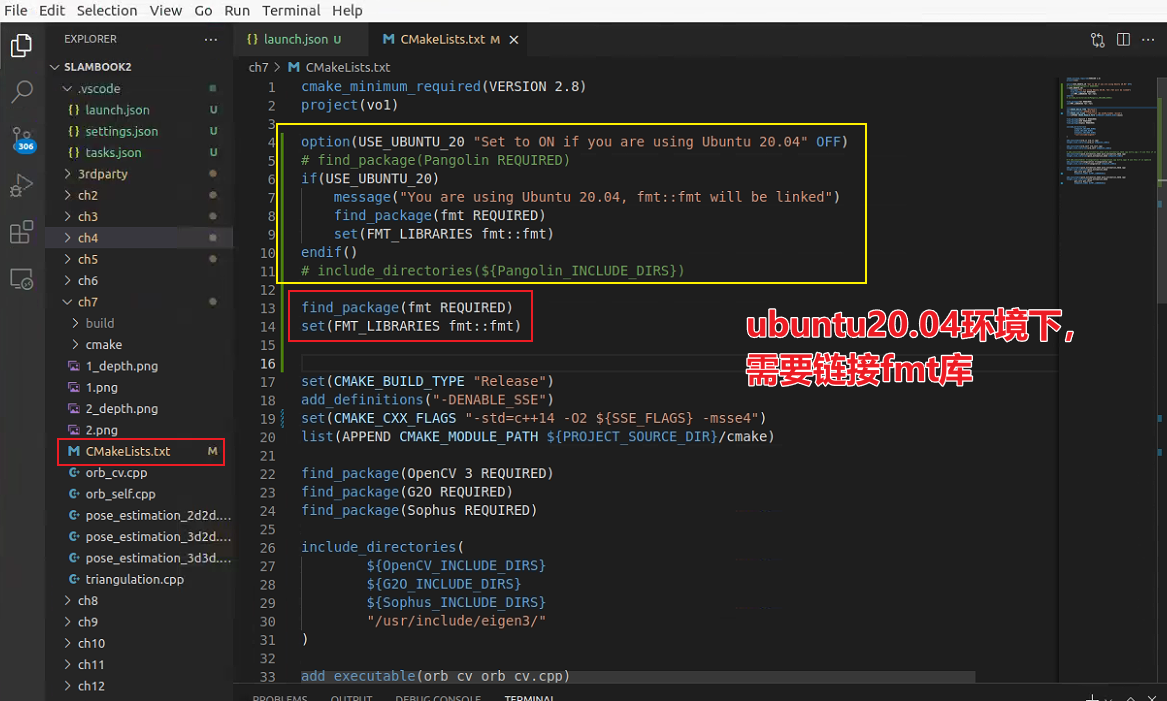 File Edit Selection View Go Run Terminal Help
EXPLORER
launch.json U
CMakeLists.txt M
SLAMBOOK2
ch7 > CMakeLists.txt
.vscode
launch.json U
settings.json U
tasks.json U
3rdparty
ch2
ch3
306
ch4
ch5
ch6
ch7
build
cmake
1_depth.png
1.png
2_depth.png
2.png
CMakeLists.txt M
orb_cv.cpp
orb_self.cpp
pose_estimation_2d2d....
pose_estimation_3d2d....
pose_estimation_3d3d....
triangulation.cpp
ch8
ch9
ch10
ch11
ch12
1 cmake_minimum_required(VERSION 2.8)
2 project(vo1)
3
4 option(USE_UBUNTU_20 "Set to ON if you are using Ubuntu 20.04" OFF)
5 # find_package(Pangolin REQUIRED)
6 if(USE_UBUNTU_20)
7 message("You are using Ubuntu 20.04, fmt::fmt will be linked")
8 find_package(fmt REQUIRED)
9 set(FMT_LIBRARIES fmt::fmt)
10 endif()
11 # include_directories(${Pangolin_INCLUDE_DIRS})
12
13 find_package(fmt REQUIRED)
14 set(FMT_LIBRARIES fmt::fmt)
15
16
17 set(CMAKE_BUILD_TYPE "Release")
18 add_definitions("-DENABLE_SSE")
19 set(CMAKE_CXX_FLAGS "-std=c++14 -O2 ${SSE_FLAGS} -msse4")
20 list(APPEND CMAKE_MODULE_PATH ${PROJECT_SOURCE_DIR}/cmake)
21
22 find_package(OpenCV 3 REQUIRED)
23 find_package(G2O REQUIRED)
24 find_package(Sophus REQUIRED)
25
26 include_directories(
27 ${OpenCV_INCLUDE_DIRS}
28 ${G2O_INCLUDE_DIRS}
29 ${Sophus_INCLUDE_DIRS}
30 "/usr/include/eigen3/"
31 )
32
33 add_executable(orb_cv orb_cv.cpp)
ubuntu20.04环境下,
需要链接fmt库
PROBLEMS OUTPUT DEBUG CONSOLE TERMINAL